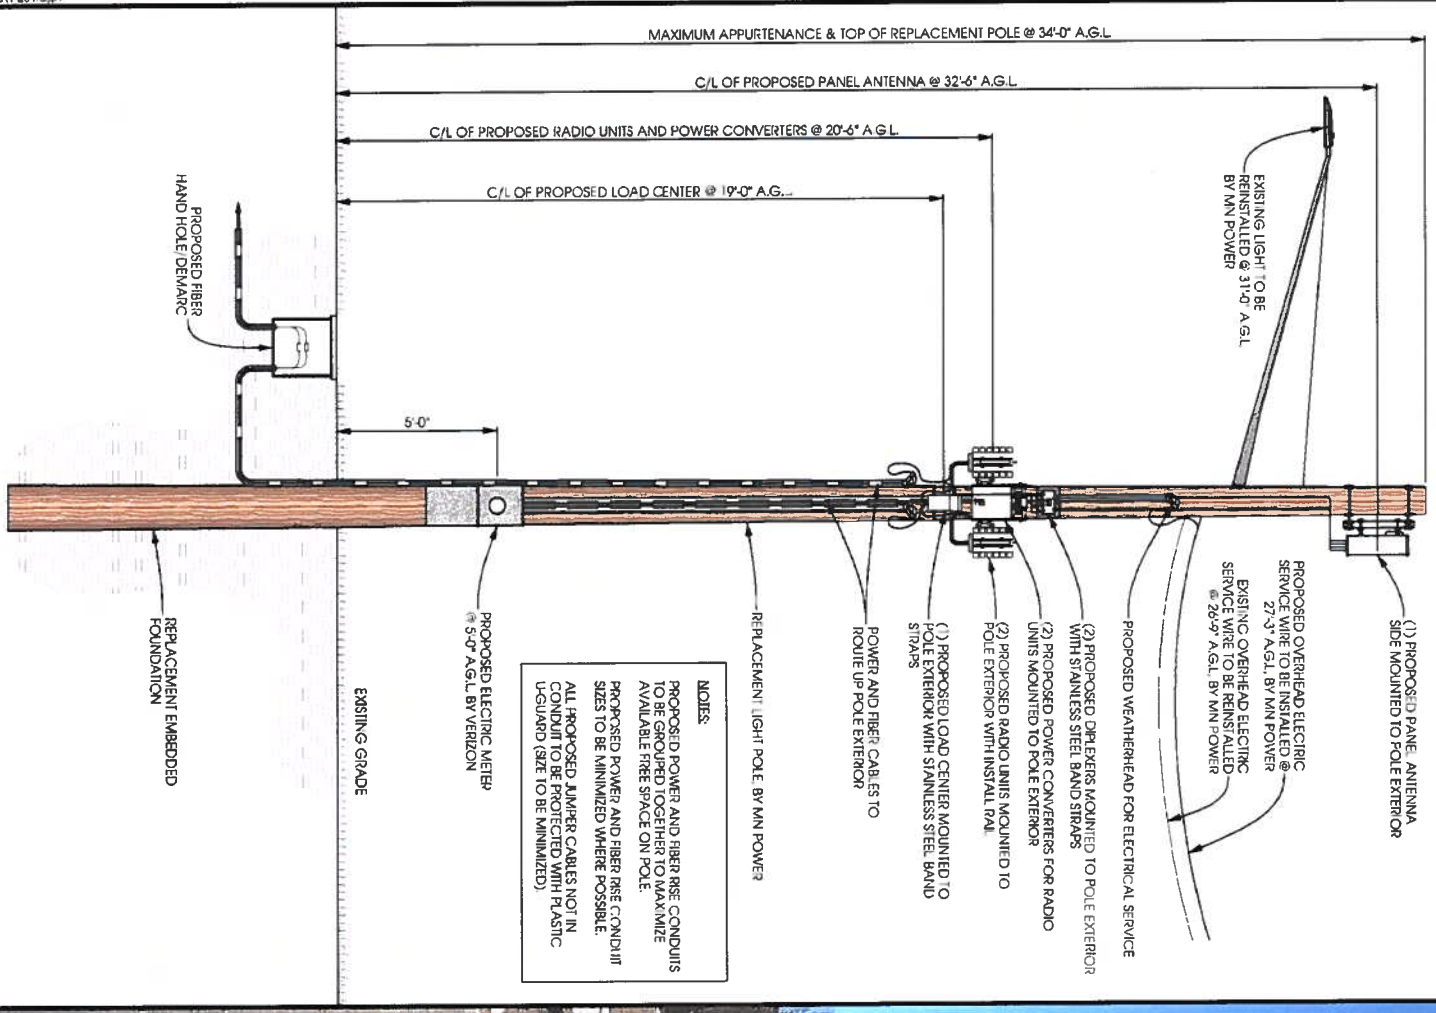 MAXIMUM APPURTENANCE & TOP OF REPLACEMENT POLE @ 34'-0" A.G.L.
C/L OF PROPOSED PANEL ANTENNA @ 32'-6" A.G.L.
C/L OF PROPOSED RADIO UNITS AND POWER CONVERTERS @ 20'-6" A.G.L.
C/L OF PROPOSED LOAD CENTER @ 19'-0" A.G.
EXISTING LIGHT TO BE
REINSTALLED @ 31'-0" A.G.L.
BY MN POWER
PROPOSED FIBER
HAND HOLE/DEMARC
5'-0"
(1) PROPOSED PANEL ANTENNA
SIDE MOUNTED TO POLE EXTERIOR
PROPOSED OVERHEAD ELECTRIC
SERVICE WIRE TO BE INSTALLED @
27'-3" A.G.L., BY MN POWER
EXISTING OVERHEAD ELECTRIC
SERVICE WIRE TO BE REINSTALLED
@ 26'-9" A.G.L., BY MN POWER
PROPOSED WEATHERHEAD FOR ELECTRICAL SERVICE
(2) PROPOSED DIPLEXERS MOUNTED TO POLE EXTERIOR
WITH STAINLESS STEEL BAND STRAPS
(2) PROPOSED POWER CONVERTERS FOR RADIO
UNITS MOUNTED TO POLE EXTERIOR
(2) PROPOSED RADIO UNITS MOUNTED TO
POLE EXTERIOR WITH INSTALL RAIL
(1) PROPOSED LOAD CENTER MOUNTED TO
POLE EXTERIOR WITH STAINLESS STEEL BAND
STRAPS
POWER AND FIBER CABLES TO
ROUTE UP POLE EXTERIOR
REPLACEMENT LIGHT POLE, BY MN POWER
NOTES:
PROPOSED POWER AND FIBER RISE CONDUITS
TO BE GROUPED TOGETHER TO MAXIMIZE
AVAILABLE FREE SPACE ON POLE.
PROPOSED POWER AND FIBER RISE CONDUIT
SIZES TO BE MINIMIZED WHERE POSSIBLE.
ALL PROPOSED JUMPER CABLES NOT IN
CONDUIT TO BE PROTECTED WITH PLASTIC
U-GUARD (SIZE TO BE MINIMIZED).
PROPOSED ELECTRIC METER
@ 5'-0" A.G.L. BY VERIZON
EXISTING GRADE
REPLACEMENT EMBEDDED
FOUNDATION